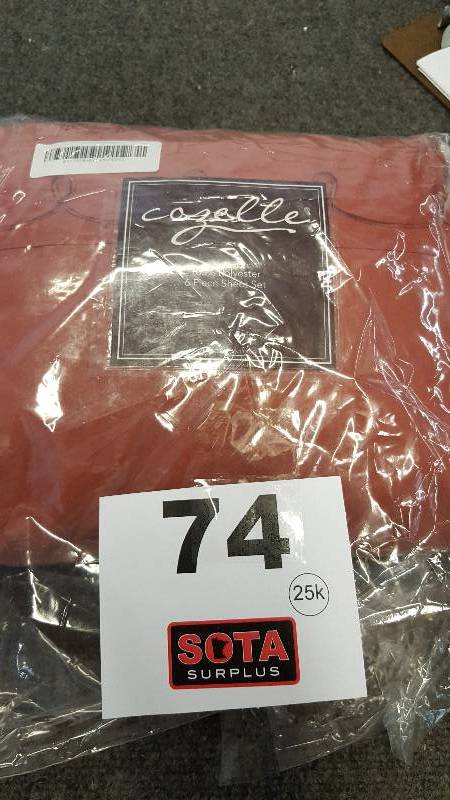 cozelle
Polyester
6 Piece Sheet Set
74
25k
SOTA
SURPLUS